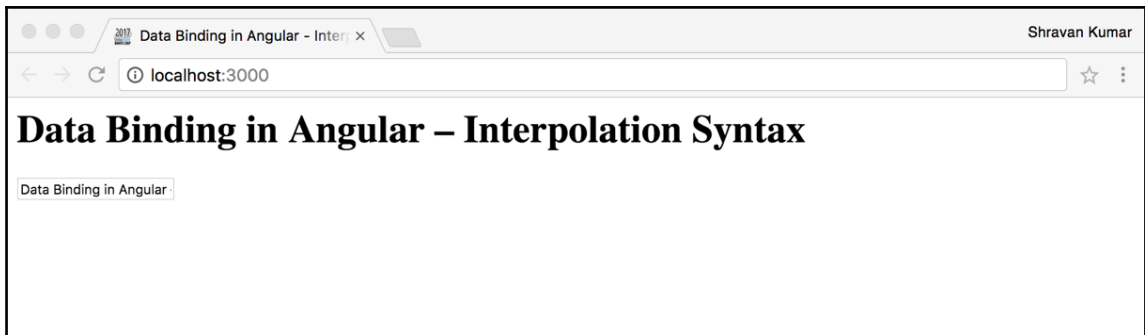 2017
Data Binding in Angular - Inter
Shravan Kumar
localhost:3000
Data Binding in Angular – Interpolation Syntax
Data Binding in Angular